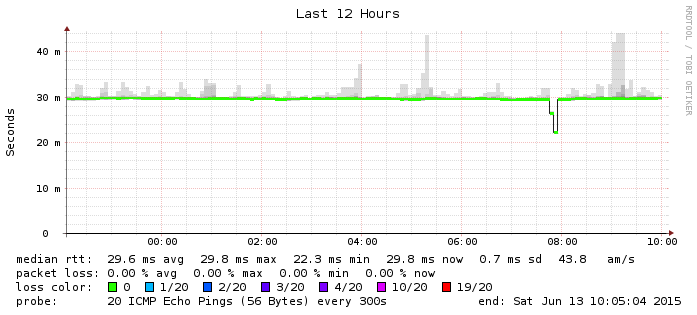 Last 12 Hours
RRDTOOL / TOBI OETIKER
Seconds
40 m
30 m
20 m
10 m
0
00:00 02:00 04:00 06:00 08:00 10:00
median rtt: 29.6 ms avg 29.8 ms max 22.3 ms min 29.8 ms now 0.7 ms sd 43.8 am/s
packet loss: 0.00 % avg 0.00 % max 0.00 % min 0.00 % now
loss color: 0 1/20 2/20 3/20 4/20 10/20 19/20
probe: 20 ICMP Echo Pings (56 Bytes) every 300s end: Sat Jun 13 10:05:04 2015